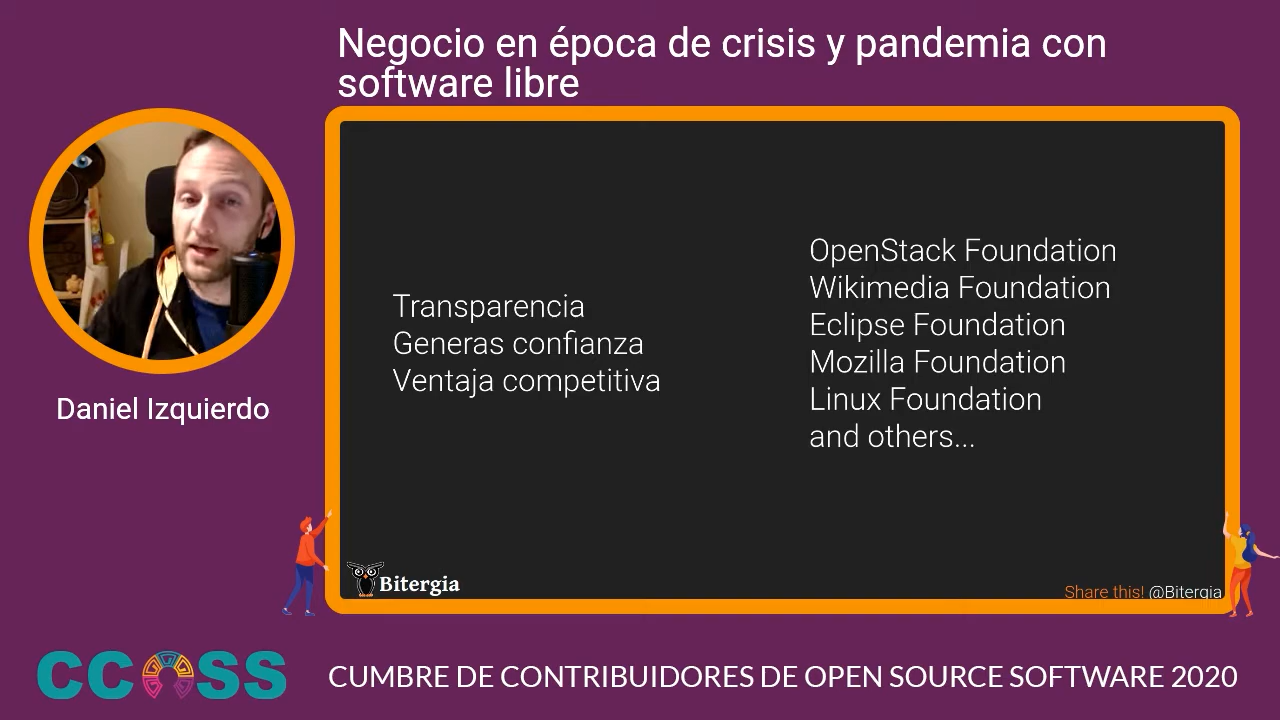 Negocio en época de crisis y pandemia con
software libre
Daniel Izquierdo
Transparencia
Generas confianza
Ventaja competitiva
OpenStack Foundation
Wikimedia Foundation
Eclipse Foundation
Mozilla Foundation
Linux Foundation
and others...
Bitergia
Share this! @Bitergia
CCOSS
CUMBRE DE CONTRIBUIDORES DE OPEN SOURCE SOFTWARE 2020